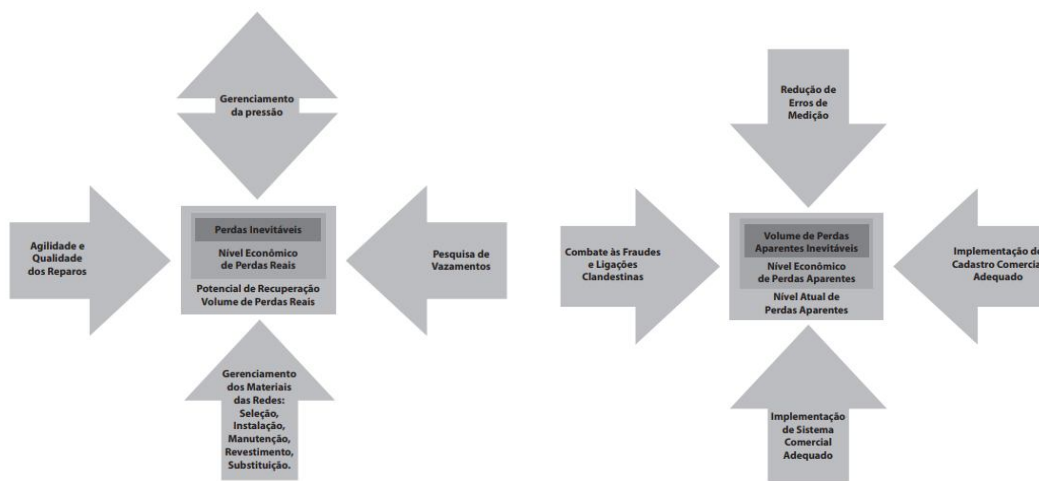 Gerenciamento
da pressão
Agilidade e
Qualidade
dos Reparos
Perdas Inevitáveis
Nível Econômico
de Perdas Reais
Potencial de Recuperação
Volume de Perdas Reais
Pesquisa de
Vazamentos
Gerenciamento
dos Materiais
das Redes:
Seleção,
Instalação,
Manutenção,
Revestimento,
Substituição.
Redução de
Erros de
Medição
Combate às Fraudes
e Ligações
Clandestinas
Volume de Perdas
Aparentes Inevitáveis
Nível Econômico
de Perdas Aparentes
Nível Atual de
Perdas Aparentes
Implementação de
Cadastro Comercia
Adequado
Implementação
de Sistema
Comercial
Adequado